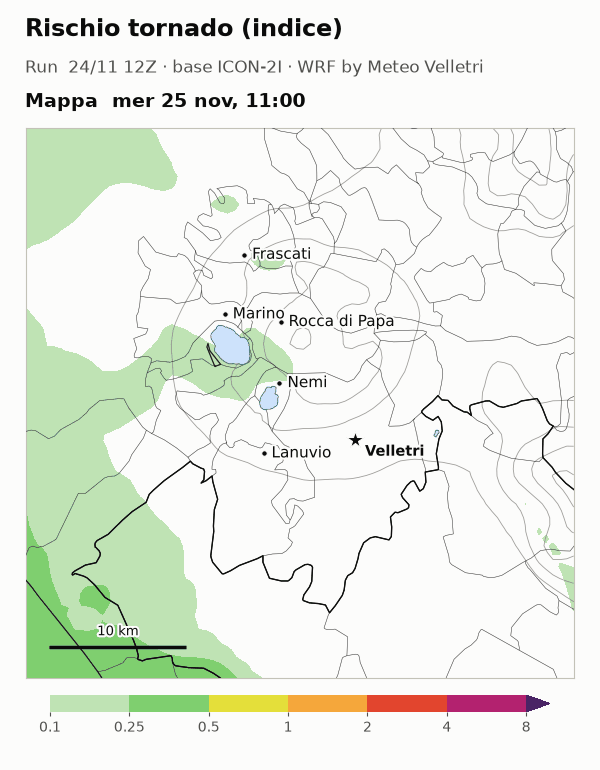 Rischio tornado (indice)
Run  24/11 12Z · base ICON-2I · WRF by Meteo Velletri
Mappa  mer 25 nov, 11:00
Frascati
Marino
Rocca di Papa
Nemi
Velletri
Lanuvio
10 km
0.1 0.25 0.5 1 2 4 8